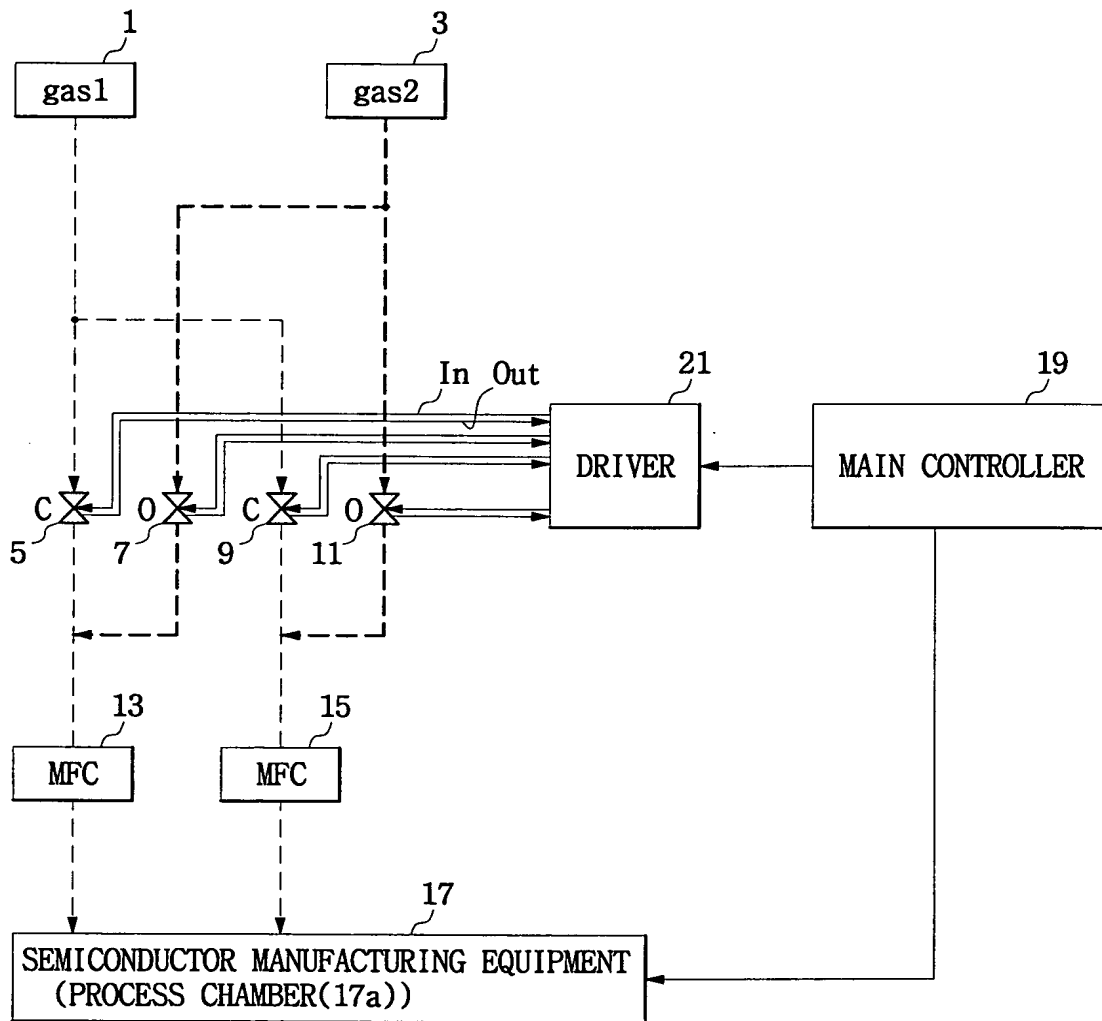 1
3
gas1
gas2
In Out
21
19
DRIVER
MAIN CONTROLLER
C
O
C
O
5
7
9
11
13
15
MFC
MFC
17
SEMICONDUCTOR MANUFACTURING EQUIPMENT
(PROCESS CHAMBER(17a))